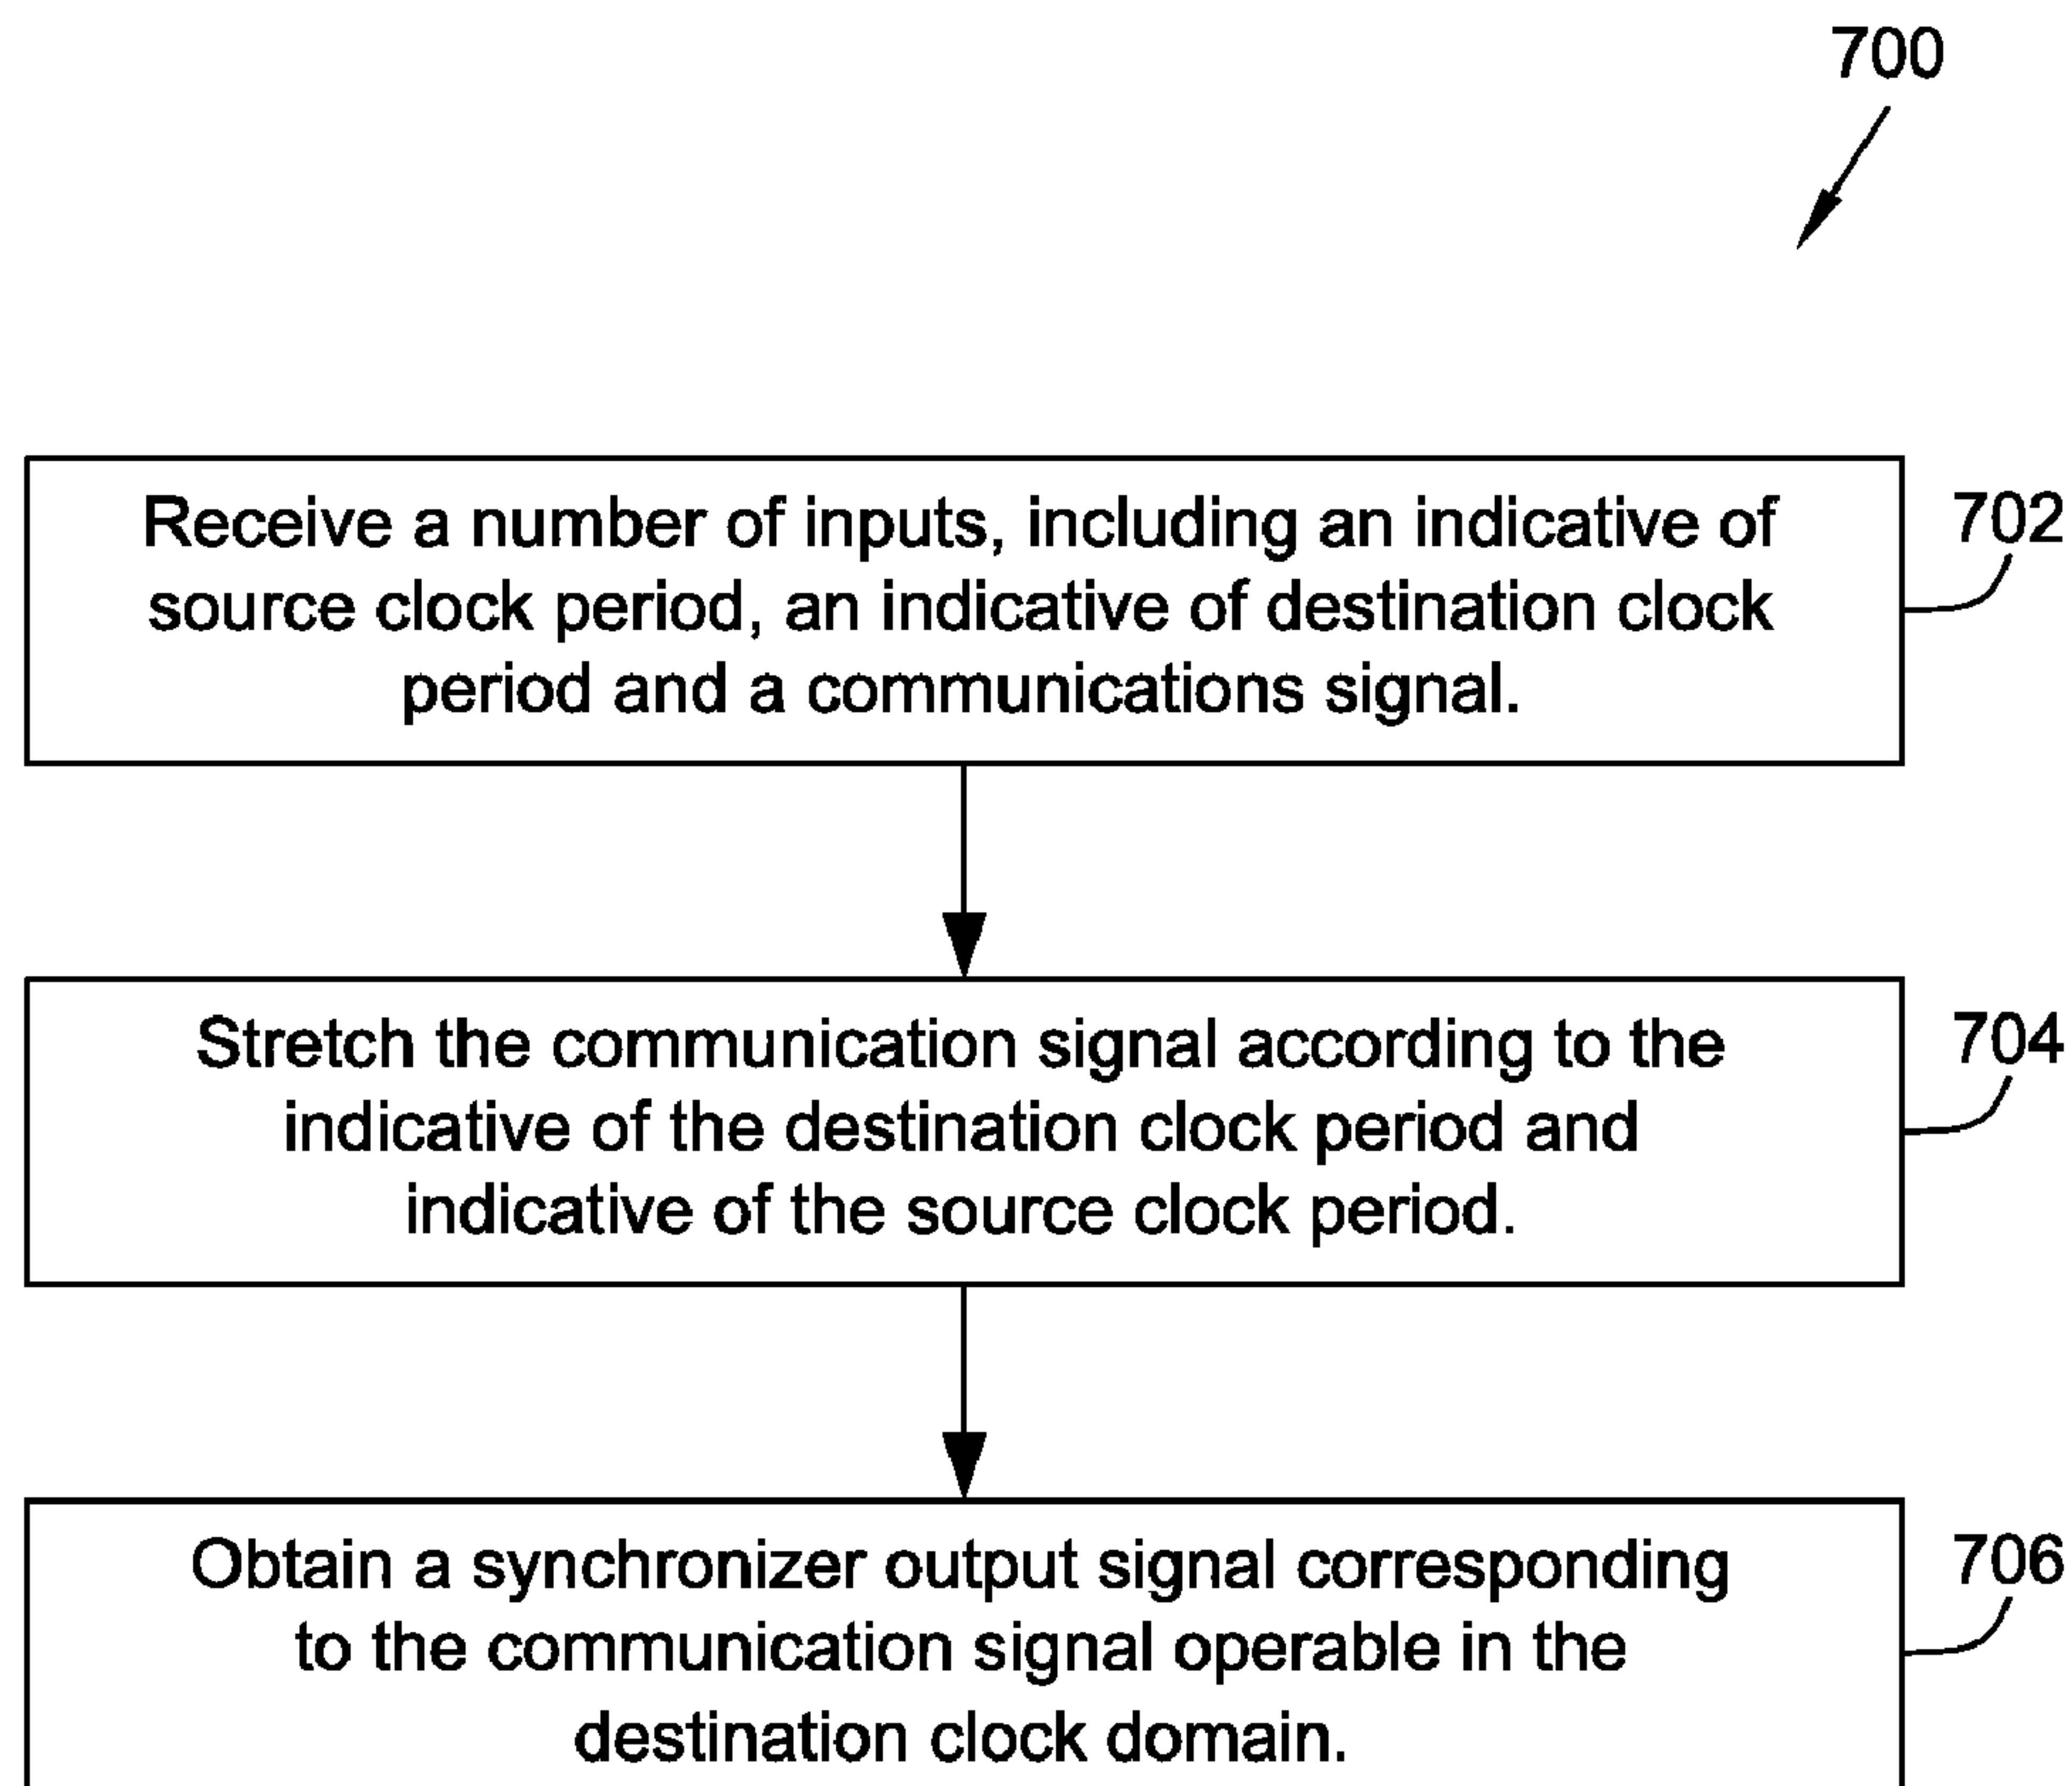 700
Receive a number of inputs, including an indicative of
source clock period, an indicative of destination clock
period and a communications signal.
702
Stretch the communication signal according to the
indicative of the destination clock period and
indicative of the source clock period.
704
Obtain a synchronizer output signal corresponding
to the communication signal operable in the
destination clock domain.
706